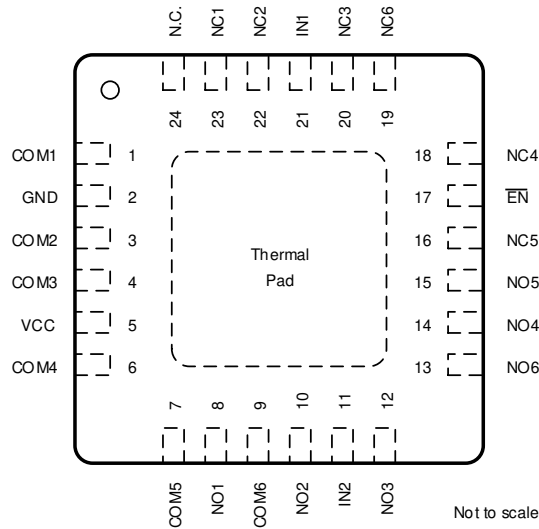 N.C.
NC1
NC2
IN1
NC3
NC6
24
23
22
21
20
19
COM1 1
GND 2
COM2 3
COM3 4
VCC 5
COM4 6
Thermal
Pad
18 NC4
17 E̅N̅
16 NC5
15 NO5
14 NO4
13 NO6
7
8
9
10
11
12
COM5
NO1
COM6
NO2
IN2
NO3
Not to scale